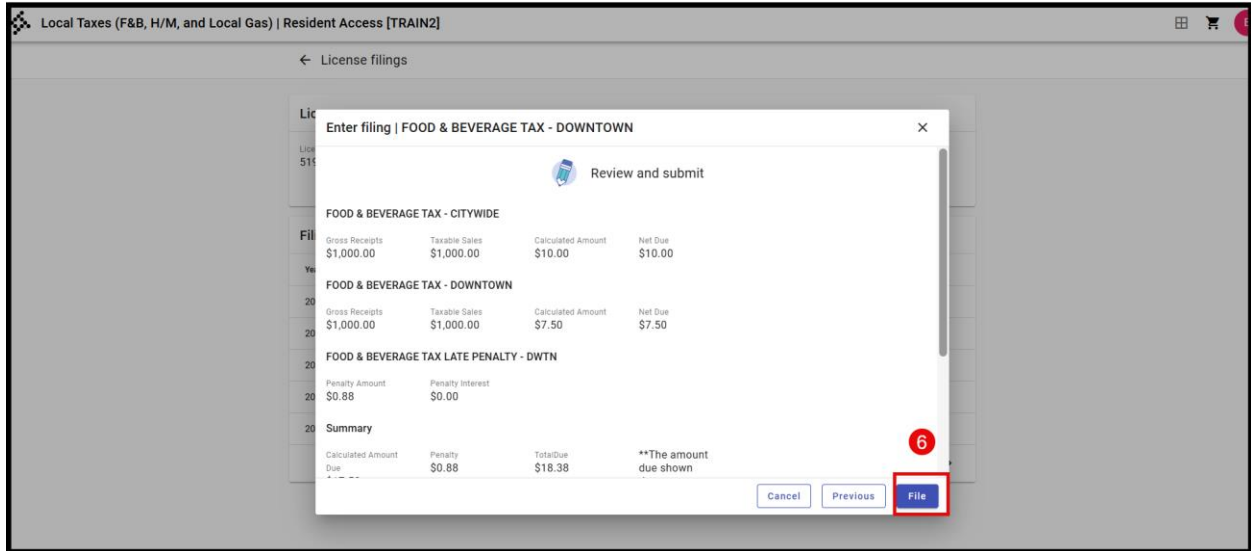 Local Taxes (F&B, H/M, and Local Gas) | Resident Access [TRAIN2]
← License filings
Enter filing | FOOD & BEVERAGE TAX - DOWNTOWN
Review and submit
FOOD & BEVERAGE TAX - CITYWIDE
Gross Receipts Taxable Sales Calculated Amount Net Due
$1,000.00 $1,000.00 $10.00 $10.00
FOOD & BEVERAGE TAX - DOWNTOWN
Gross Receipts Taxable Sales Calculated Amount Net Due
$1,000.00 $1,000.00 $7.50 $7.50
FOOD & BEVERAGE TAX LATE PENALTY - DWTN
Penalty Amount Penalty Interest
$0.88 $0.00
Summary
6
Calculated Amount Penalty TotalDue **The amount
Due $0.88 $18.38 due shown
Cancel Previous File